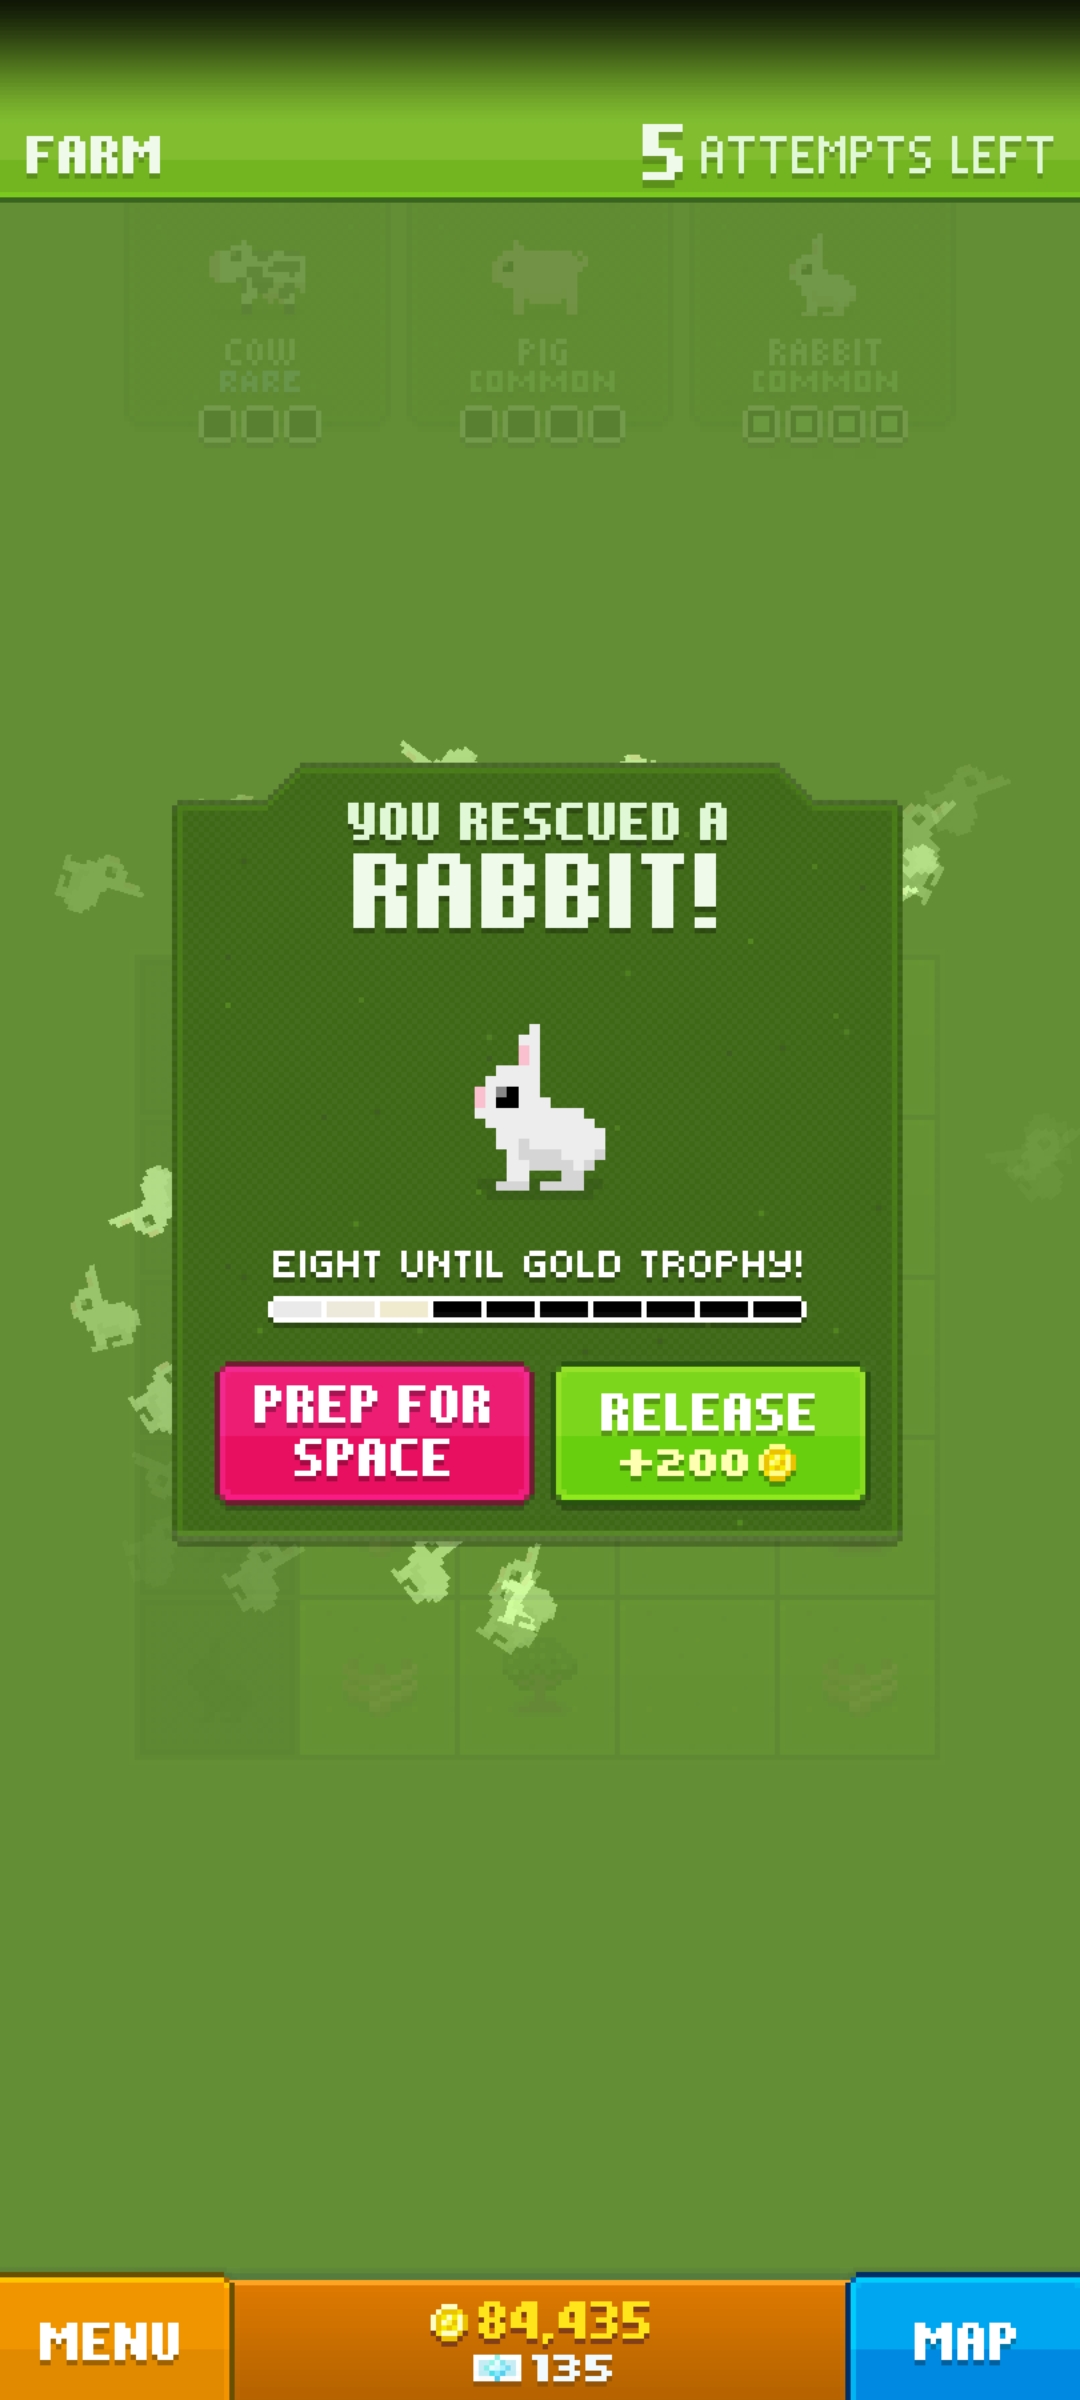 FARM
5 ATTEMPTS LEFT
COW
RARE
PIG
COMMON
RABBIT
COMMON
YOU RESCUED A
RABBIT!
EIGHT UNTIL GOLD TROPHY!
PREP FOR
SPACE
RELEASE
+200
MENU
84,435
135
MAP